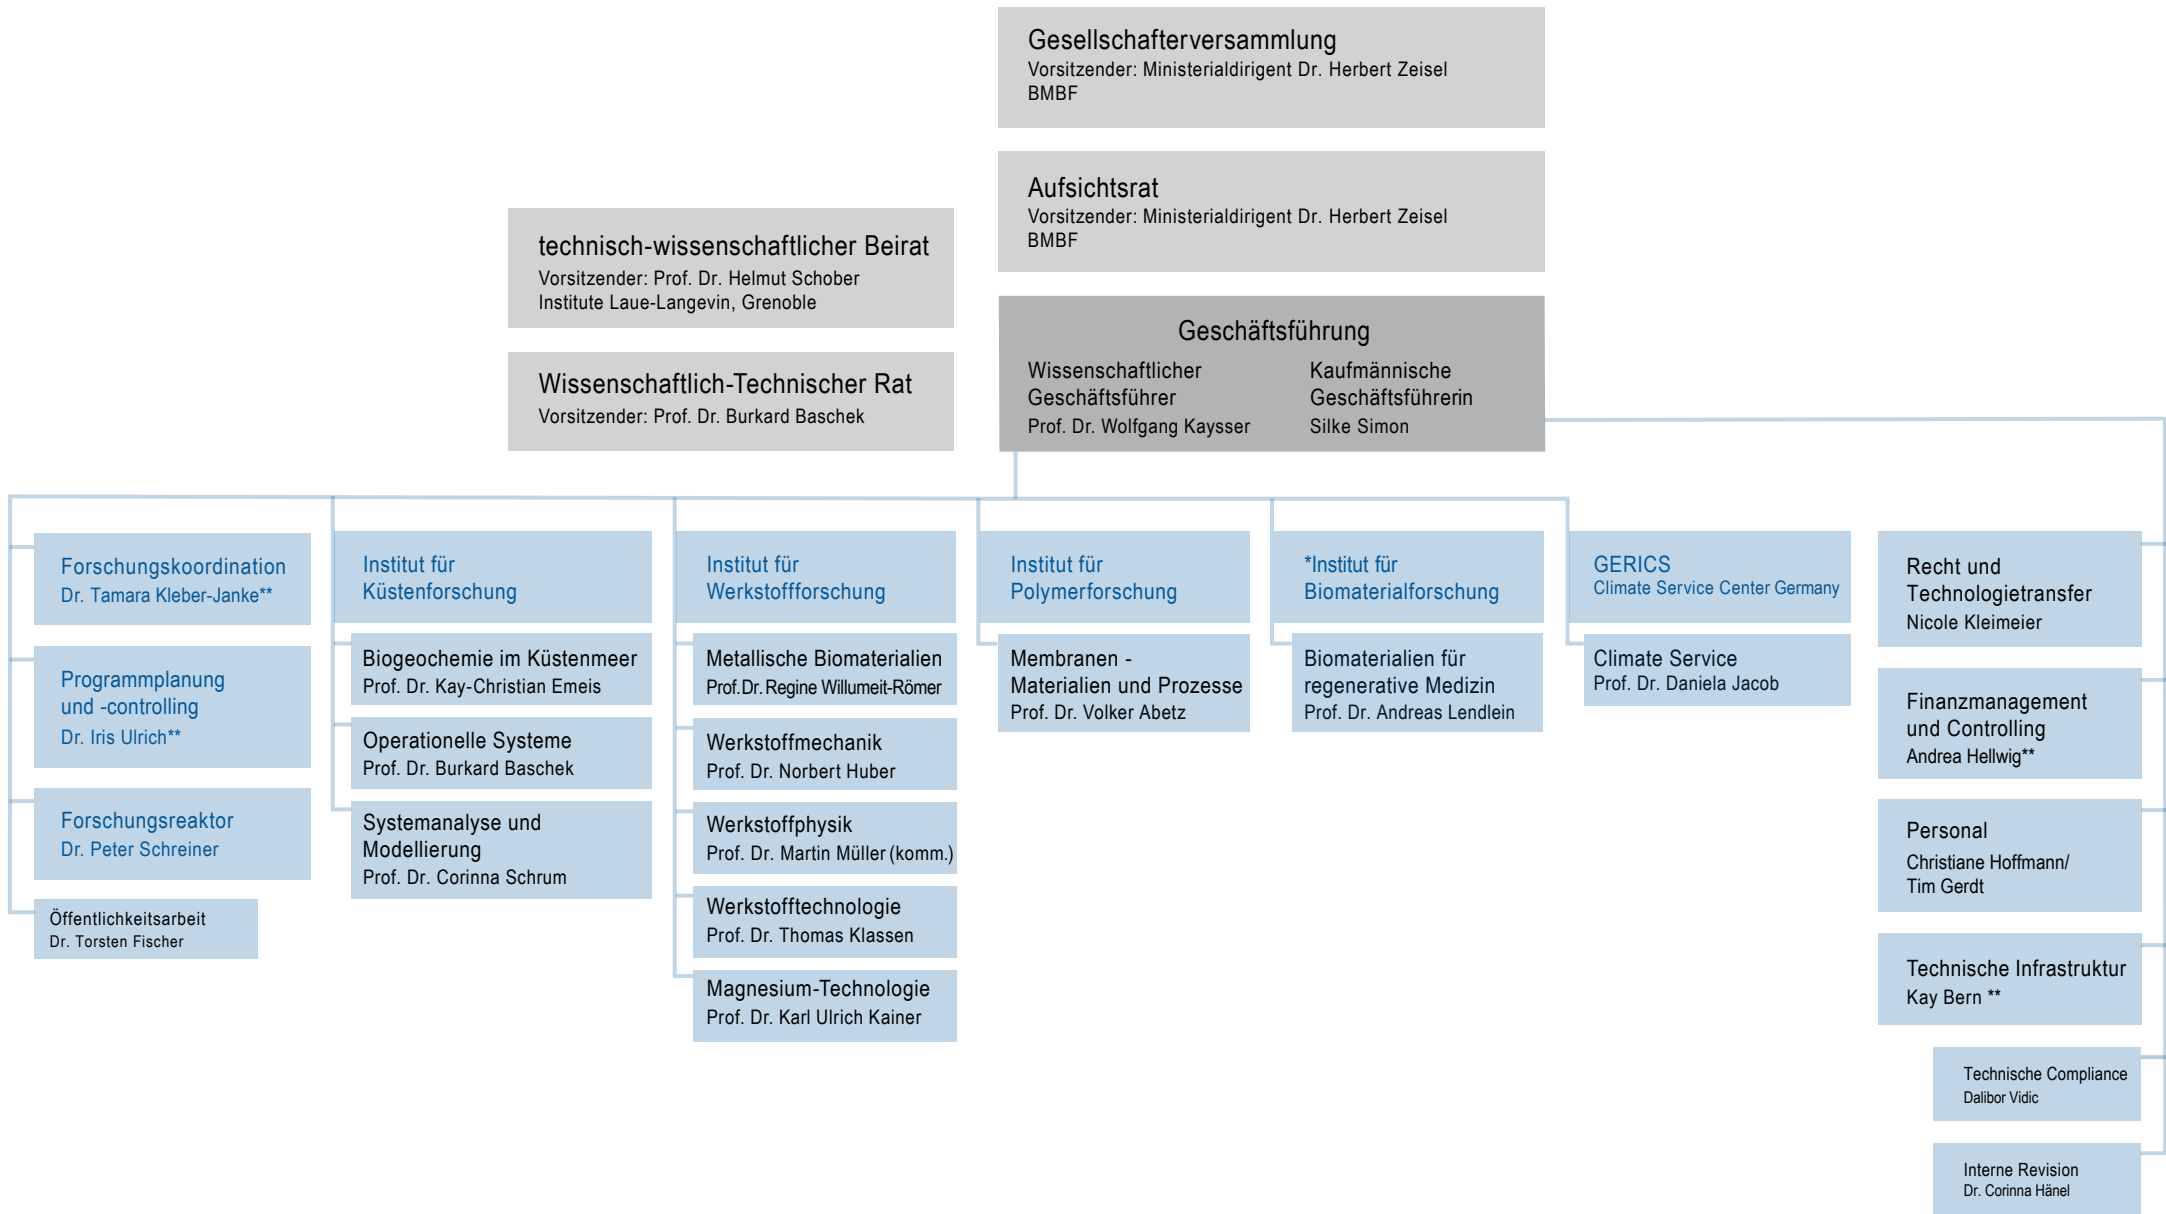 Gesellschafterversammlung
Vorsitzender: Ministerialdirigent Dr. Herbert Zeisel
BMBF
Aufsichtsrat
Vorsitzender: Ministerialdirigent Dr. Herbert Zeisel
BMBF
technisch-wissenschaftlicher Beirat
Vorsitzender: Prof. Dr. Helmut Schober
Institute Laue-Langevin, Grenoble
Wissenschaftlich-Technischer Rat
Vorsitzender: Prof. Dr. Burkard Baschek
Geschäftsführung
Wissenschaftlicher
Geschäftsführer
Prof. Dr. Wolfgang Kaysser
Kaufmännische
Geschäftsführerin
Silke Simon
Forschungskoordination
Dr. Tamara Kleber-Janke**
Programmplanung
und -controlling
Dr. Iris Ulrich**
Forschungsreaktor
Dr. Peter Schreiner
Öffentlichkeitsarbeit
Dr. Torsten Fischer
Institut für
Küstenforschung
Biogeochemie im Küstenmeer
Prof. Dr. Kay-Christian Emeis
Operationelle Systeme
Prof. Dr. Burkard Baschek
Systemanalyse und
Modellierung
Prof. Dr. Corinna Schrum
Institut für
Werkstoffforschung
Metallische Biomaterialien
Prof. Dr. Regine Willumeit-Römer
Werkstoffmechanik
Prof. Dr. Norbert Huber
Werkstoffphysik
Prof. Dr. Martin Müller (komm.)
Werkstofftechnologie
Prof. Dr. Thomas Klassen
Magnesium-Technologie
Prof. Dr. Karl Ulrich Kainer
Institut für
Polymerforschung
Membranen -
Materialien und Prozesse
Prof. Dr. Volker Abetz
*Institut für
Biomaterialforschung
Biomaterialien für
regenerative Medizin
Prof. Dr. Andreas Lendlein
GERICS
Climate Service Center Germany
Climate Service
Prof. Dr. Daniela Jacob
Recht und
Technologietransfer
Nicole Kleimeier
Finanzmanagement
und Controlling
Andrea Hellwig**
Personal
Christiane Hoffmann/
Tim Gerdt
Technische Infrastruktur
Kay Bern **
Technische Compliance
Dalibor Vidic
Interne Revision
Dr. Corinna Hänel